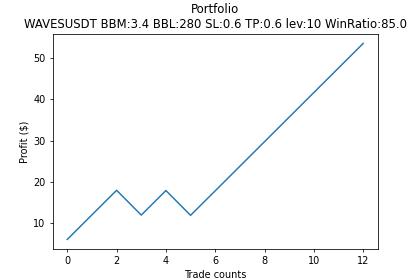 Portfolio
WAVESUSDT BBM:3.4 BBL:280 SL:0.6 TP:0.6 lev:10 WinRatio:85.0
50
40
30
20
10
Profit ($)
0 2 4 6 8 10 12
Trade counts